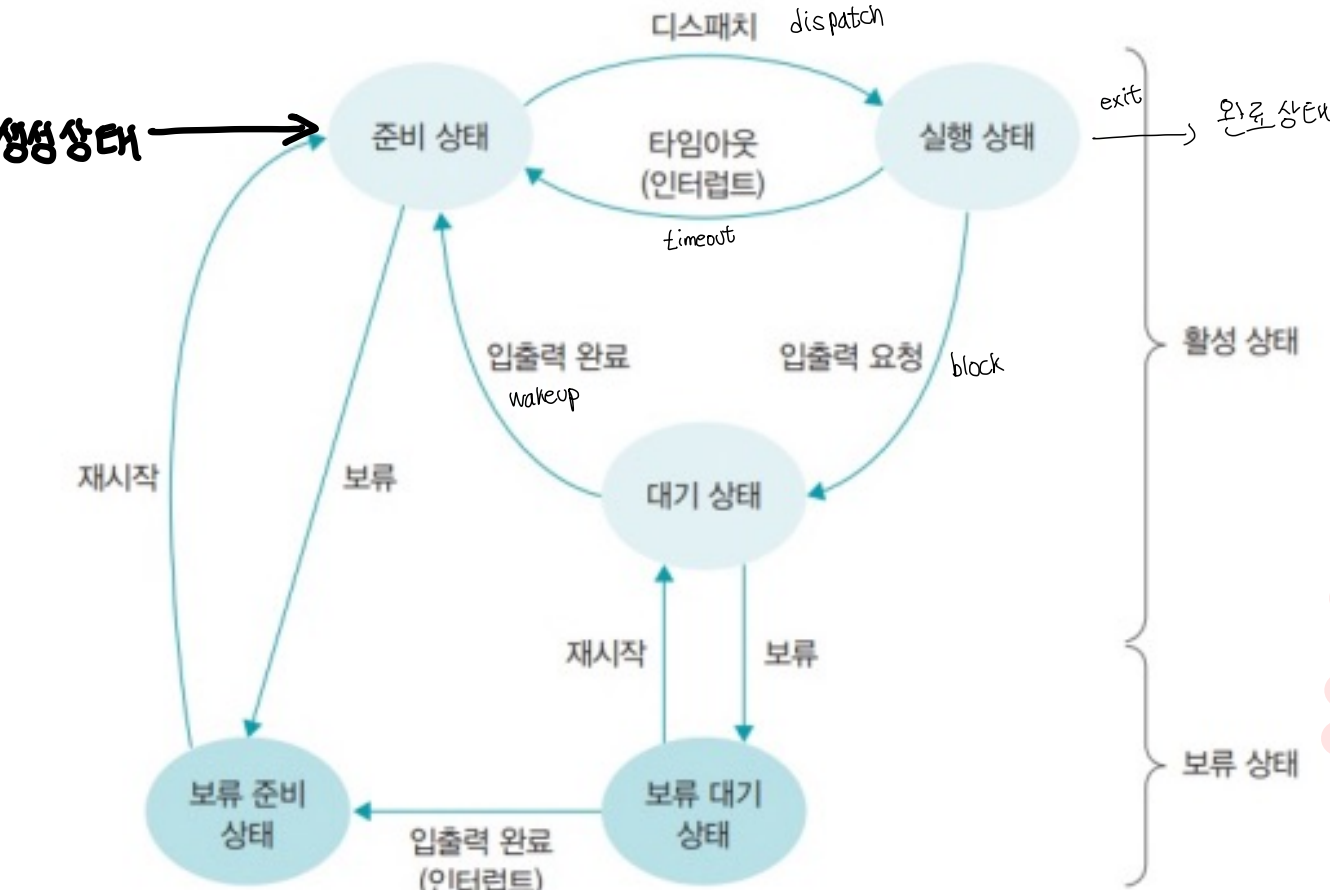 디스패치 dispatch
생성상태
준비 상태
타임아웃
(인터럽트)
timeout
실행 상태
exit
완료상태
입출력 완료
wakeup
입출력 요청
block
활성 상태
재시작
보류
대기 상태
재시작
보류
보류 준비
상태
입출력 완료
(인터럽트)
보류 대기
상태
보류 상태